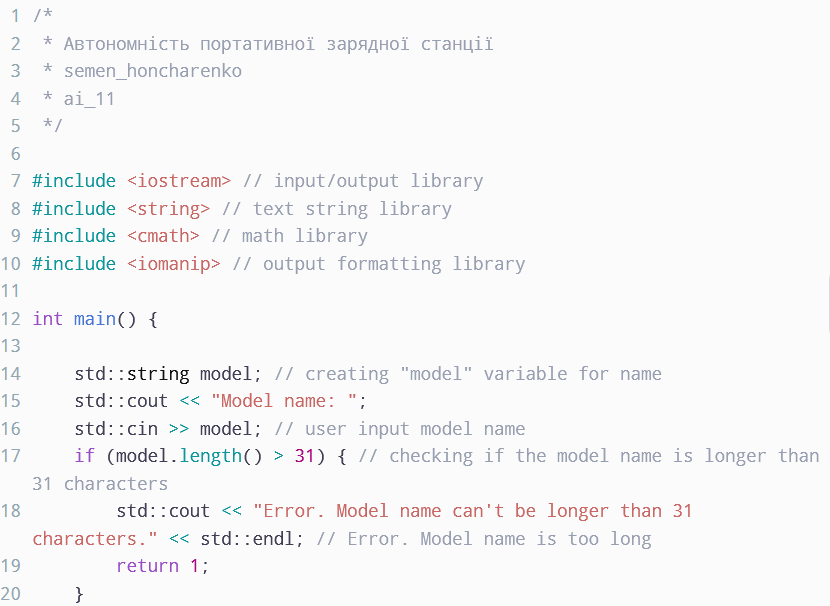 1 /*
2  * Автономність портативної зарядної станції
3  * semen_honcharenko
4  * ai_11
5  */
6
7 #include <iostream> // input/output library
8 #include <string> // text string library
9 #include <cmath> // math library
10 #include <iomanip> // output formatting library
11
12 int main() {
13
14     std::string model; // creating "model" variable for name
15     std::cout << "Model name: ";
16     std::cin >> model; // user input model name
17     if (model.length() > 31) { // checking if the model name is longer than
31 characters
18         std::cout << "Error. Model name can't be longer than 31
characters." << std::endl; // Error. Model name is too long
19         return 1;
20     }